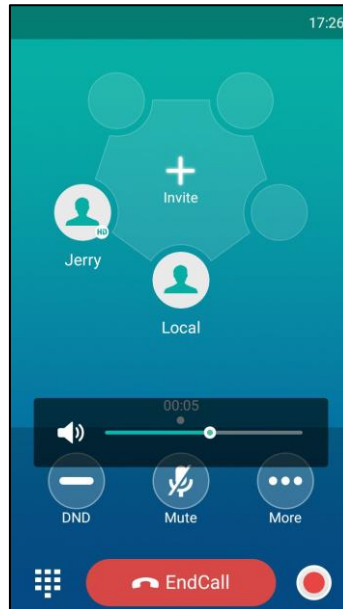 17:26
Invite
HD
Jerry
Local
00:05
DND Mute More
EndCall